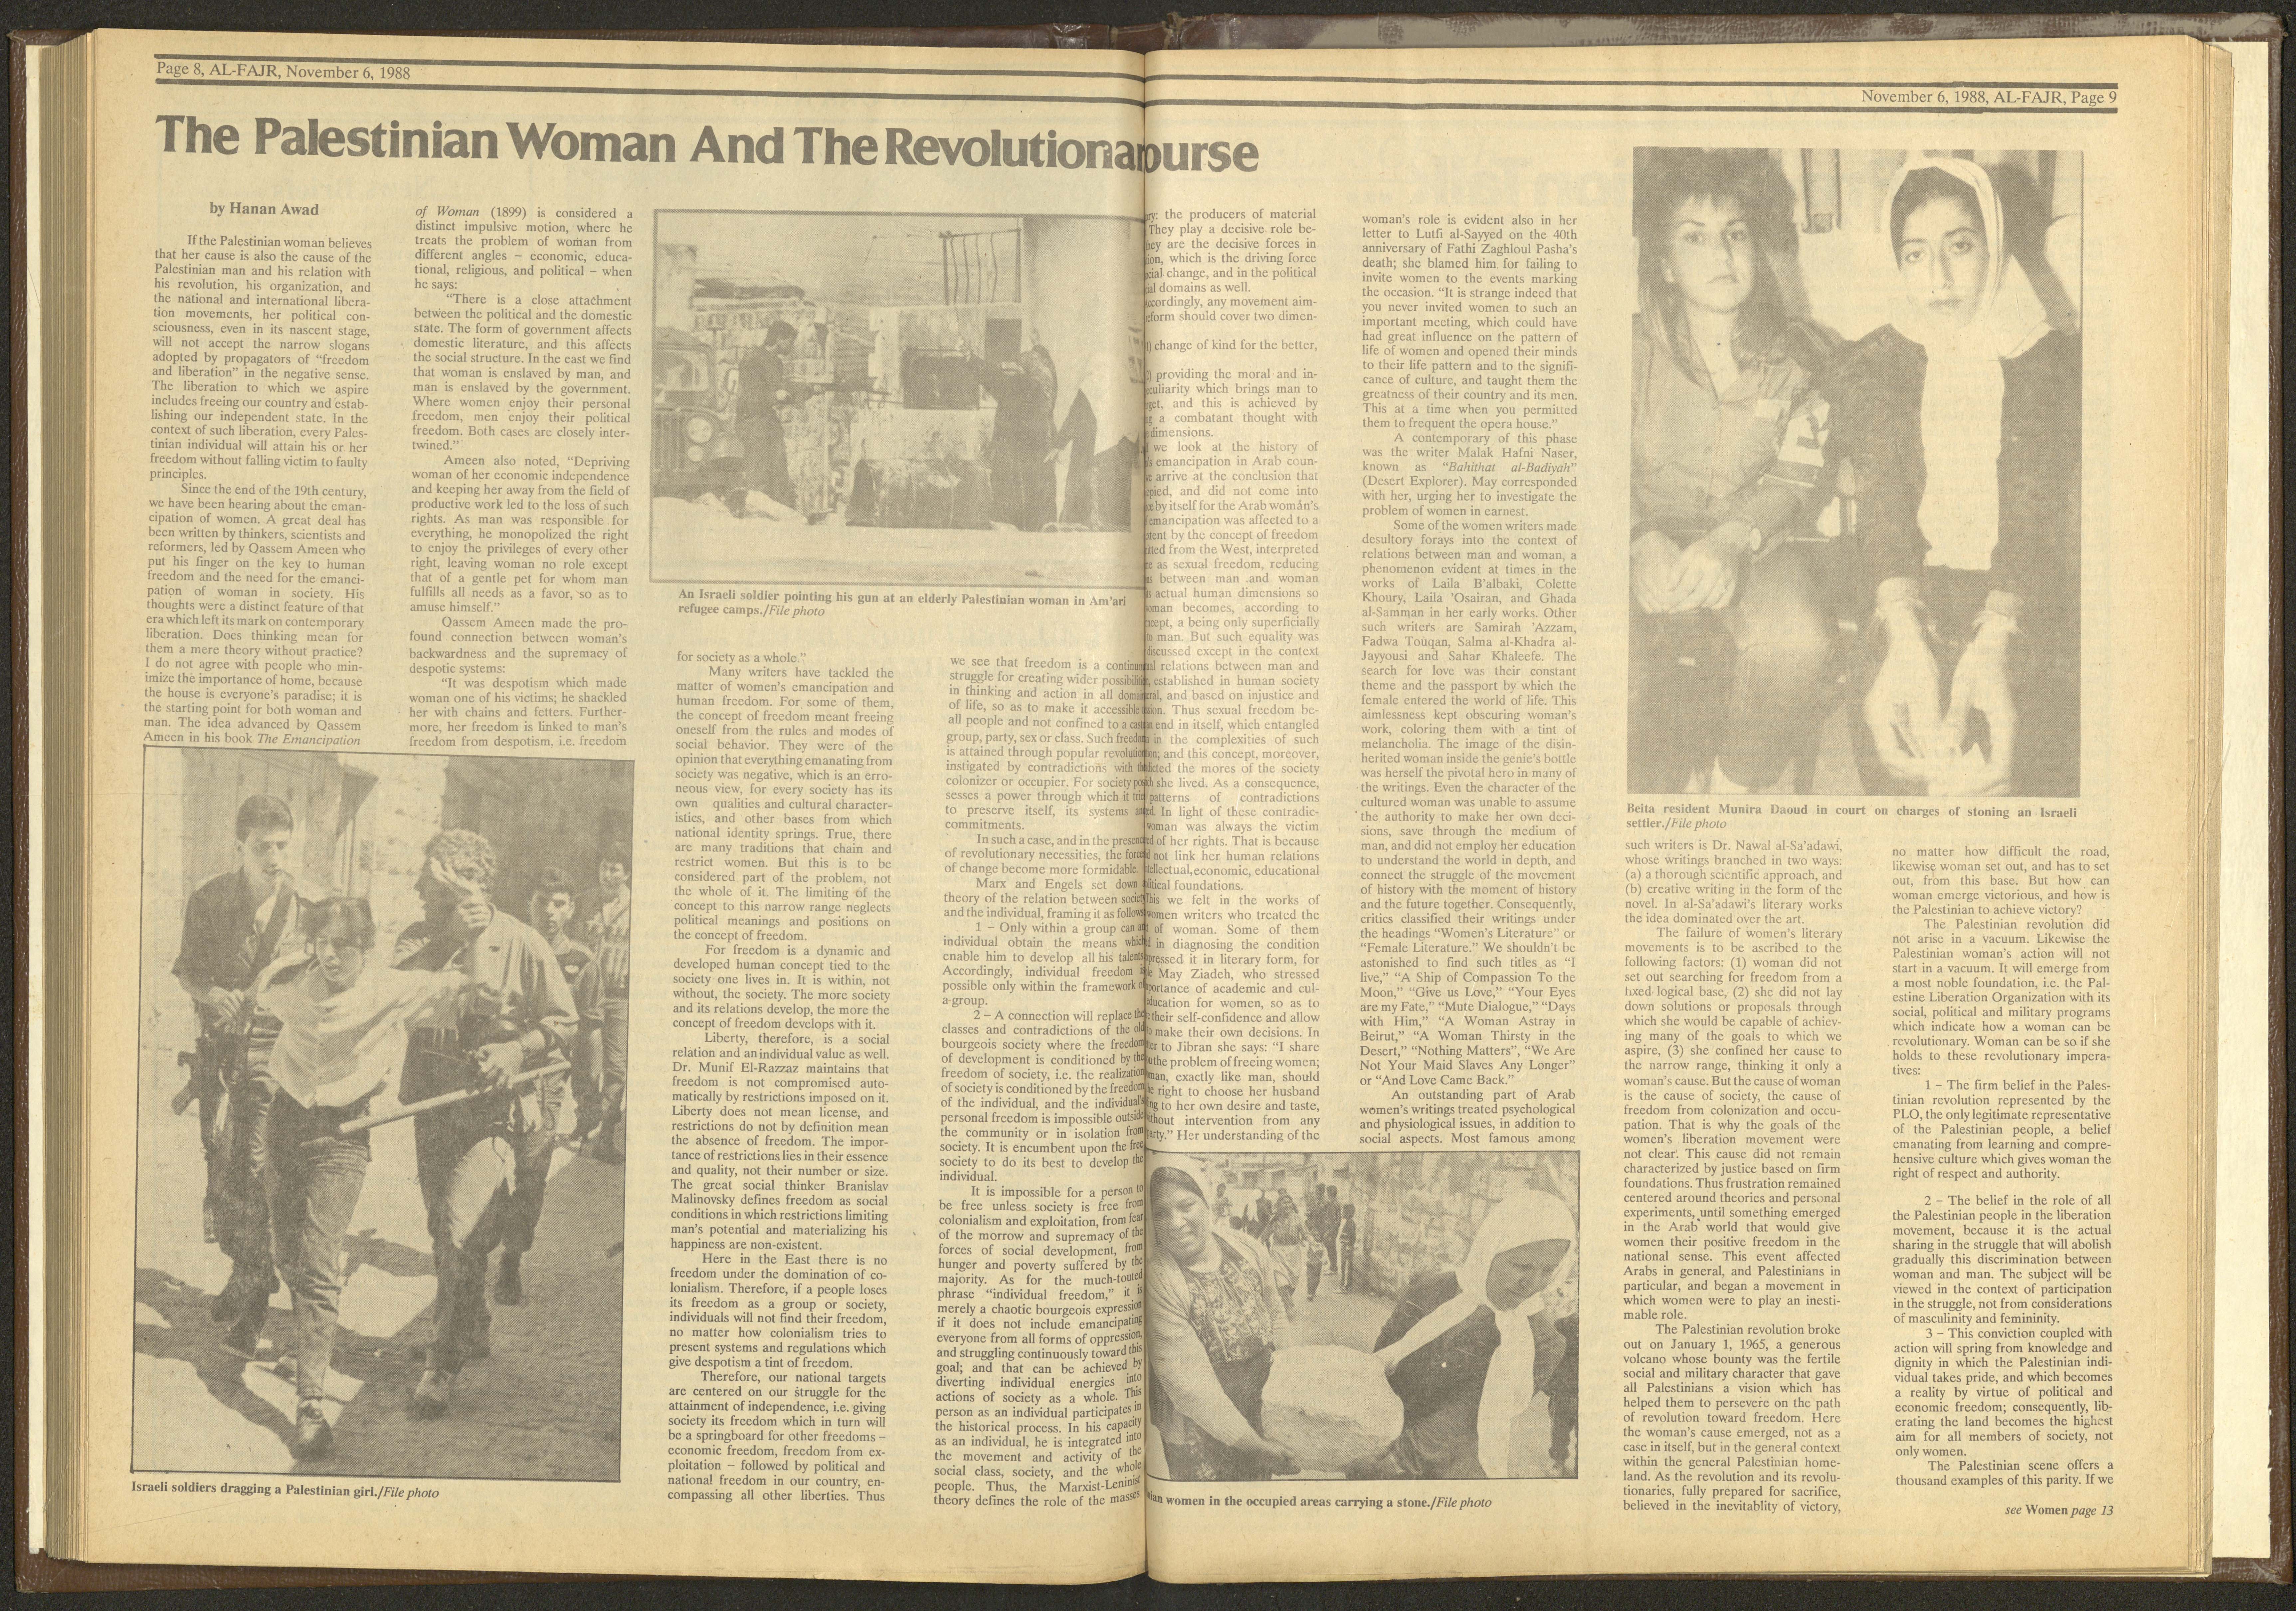 Page 8, AL-FAJR, November 6, 1988
The Palestinian Woman And The Revolutiona
by Hanan Awad
If the Palestinian woman believes
that her cause is also the cause of the
Palestinian man and his relation with
his revolution, his organization, and
the national and international libera-
tion movements, her political con-
sciousness, even in its nascent stage,
will not accept the narrow slogans
adopted by propagators of “freedom
and liberation” in the negative sense.
The liberation to which we aspire
includes freeing our country and estab-
lishing our independent state. In the
context of such liberation, every Pales-
tinian individual will attain his or her
freedom without falling victim to faulty
principles.
Since the end of the 19th century,
we have been hearing about the eman-
cipation of women. A great deal has
been written by thinkers, scientists and
reformers, led by Qassem Ameen who
put his finger on the key to human
freedom and the need for the emanci-
pation of woman in society. His
thoughts were a distinct feature of that
era which left its mark on contemporary
liberation. Does thinking mean for
them a mere theory without practice?
I do not agree with people who min-
imize the importance of home, because
the house is everyone's paradise; it is
the starting point for both woman and
man. The idea advanced by Qassem
Ameen in his book The Emancipation
of Woman (1899) is considered a
distinct impulsive motion, where he
treats the problem of woman from
different angles – economic, educa-
tional, religious, and political – when
he says:
“There is a close attachment
between the political and the domestic
state. The form of government affects
domestic literature, and this affects
the social structure. In the east we find
that woman is enslaved by man, and
man is enslaved by the government.
Where women enjoy their personal
freedom, men enjoy their political
freedom. Both cases are closely inter-
twined.”
Ameen also noted, “Depriving
woman of her economic independence
and keeping her away from the field of
productive work led to the loss of such
rights. As man was responsible for
everything, he monopolized the right
to enjoy the privileges of every other
right, leaving woman no role except
that of a gentle pet for whom man
fulfills all needs as a favor, so as to
amuse himself.”
Qassem Ameen made the pro-
found connection between woman's
backwardness and the supremacy of
despotic systems:
“It was despotism which made
woman one of his victims; he shackled
her with chains and fetters. Further-
more, her freedom is linked to man's
freedom from despotism, i.e. freedom
Israeli soldiers dragging a Palestinian girl./File photo
An Israeli soldier pointing his gun at an elderly Palestinian woman in Am'ari
refugee camps./File photo
for society as a whole.”
Many writers have tackled the
matter of women's emancipation and
human freedom. For some of them,
the concept of freedom meant freeing
oneself from the rules and modes of
social behavior. They were of the
opinion that everything emanating from
society was negative, which is an erro-
neous view, for every society has its
own qualities and cultural character-
istics, and other bases from which
national identity springs. True, there
are many traditions that chain and
restrict women. But this is to be
considered part of the problem, not
the whole of it. The limiting of the
concept to this narrow range neglects
political meanings and positions on
the concept of freedom.
For freedom is a dynamic and
developed human concept tied to the
society one lives in. It is within, not
without, the society. The more society
and its relations develop, the more the
concept of freedom develops with it.
Liberty, therefore, is a social
relation and an individual value as well.
Dr. Munif El-Razzaz maintains that
freedom is not compromised auto-
matically by restrictions imposed on it.
Liberty does not mean license, and
restrictions do not by definition mean
the absence of freedom. The impor-
tance of restrictions lies in their essence
and quality, not their number or size.
The great social thinker Branislav
Malinovsky defines freedom as social
conditions in which restrictions limiting
man's potential and materializing his
happiness are non-existent.
Here in the East there is no
freedom under the domination of co-
lonialism. Therefore, if a people loses
its freedom as a group or society,
individuals will not find their freedom,
no matter how colonialism tries to
present systems and regulations which
give despotism a tint of freedom.
Therefore, our national targets
are centered on our struggle for the
attainment of independence, i.e. giving
society its freedom which in turn will
be a springboard for other freedoms –
economic freedom, freedom from ex-
ploitation – followed by political and
national freedom in our country, en-
compassing all other liberties. Thus
we see that freedom is a continuo
struggle for creating wider possibiliti
in thinking and action in all doma
of life, so as to make it accessible
all people and not confined to a cast
group, party, sex or class. Such freedom
is attained through popular revolution
instigated by contradictions with th
colonizer or occupier. For society pos
sesses a power through which it trie
to preserve itself, its systems and
commitments.
In such a case, and in the presence
of revolutionary necessities, the forces
of change become more formidable.
Marx and Engels set down a
theory of the relation between society
and the individual, framing it as follows:
1 – Only within a group can an
individual obtain the means which
enable him to develop all his talents.
Accordingly, individual freedom is
possible only within the framework of
a group.
2 – A connection will replace the
classes and contradictions of the old
bourgeois society where the freedom
of development is conditioned by the
freedom of society, i.e. the realization
of society is conditioned by the freedom
of the individual, and the individual's
personal freedom is impossible outside
the community or in isolation from
society. It is encumbent upon the free
society to do its best to develop the
individual.
It is impossible for a person to
be free unless society is free from
colonialism and exploitation, from fear
of the morrow and supremacy of the
forces of social development, from
hunger and poverty suffered by the
majority. As for the much-touted
phrase “individual freedom,” it is
merely a chaotic bourgeois expression
if it does not include emancipating
everyone from all forms of oppression,
and struggling continuously toward this
goal; and that can be achieved by
diverting individual energies into
actions of society as a whole. This
person as an individual participates in
the historical process. In his capacity
as an individual, he is integrated into
the movement and activity of the
social class, society, and the whole
people. Thus, the Marxist-Leninist
theory defines the role of the masses
November 6, 1988, AL-FAJR, Page 9
ourse
ry: the producers of material
They play a decisive role be-
hey are the decisive forces in
ion, which is the driving force
cial change, and in the political
ial domains as well.
ccordingly, any movement aim-
eform should cover two dimen-
) change of kind for the better,
) providing the moral and in-
eculiarity which brings man to
get, and this is achieved by
g a combatant thought with
dimensions.
we look at the history of
's emancipation in Arab coun-
e arrive at the conclusion that
opied, and did not come into
ce by itself for the Arab woman's
emancipation was affected to a
tent by the concept of freedom
itted from the West, interpreted
e as sexual freedom, reducing
s between man and woman
actual human dimensions so
oman becomes, according to
ncept, a being only superficially
to man. But such equality was
discussed except in the context
al relations between man and
, established in human society
ral, and based on injustice and
sion. Thus sexual freedom be-
an end in itself, which entangled
in the complexities of such
ion; and this concept, moreover,
dicted the mores of the society
ch she lived. As a consequence,
patterns of contradictions
ed. In light of these contradic-
woman was always the victim
ed of her rights. That is because
not link her human relations
tellectual, economic, educational
litical foundations.
This we felt in the works of
women writers who treated the
of woman. Some of them
d in diagnosing the condition
pressed it in literary form, for
e May Ziadeh, who stressed
portance of academic and cul-
education for women, so as to
their self-confidence and allow
to make their own decisions. In
ter to Jibran she says: “I share
u the problem of freeing women;
man, exactly like man, should
he right to choose her husband
ng to her own desire and taste,
ithout intervention from any
arty.” Her understanding of the
nian women in the occupied areas carrying a stone./File photo
woman's role is evident also in her
letter to Lutfi al-Sayyed on the 40th
anniversary of Fathi Zaghloul Pasha's
death; she blamed him for failing to
invite women to the events marking
the occasion. “It is strange indeed that
you never invited women to such an
important meeting, which could have
had great influence on the pattern of
life of women and opened their minds
to their life pattern and to the signifi-
cance of culture, and taught them the
greatness of their country and its men.
This at a time when you permitted
them to frequent the opera house.”
A contemporary of this phase
was the writer Malak Hafni Naser,
known as “Bahithat al-Badiyah”
(Desert Explorer). May corresponded
with her, urging her to investigate the
problem of women in earnest.
Some of the women writers made
desultory forays into the context of
relations between man and woman, a
phenomenon evident at times in the
works of Laila B'albaki, Colette
Khoury, Laila 'Osairan, and Ghada
al-Samman in her early works. Other
such writers are Samirah 'Azzam,
Fadwa Touqan, Salma al-Khadra al-
Jayyousi and Sahar Khaleefe. The
search for love was their constant
theme and the passport by which the
female entered the world of life. This
aimlessness kept obscuring woman's
work, coloring them with a tint of
melancholia. The image of the disin-
herited woman inside the genie's bottle
was herself the pivotal hero in many of
the writings. Even the character of the
cultured woman was unable to assume
the authority to make her own deci-
sions, save through the medium of
man, and did not employ her education
to understand the world in depth, and
connect the struggle of the movement
of history with the moment of history
and the future together. Consequently,
critics classified their writings under
the headings “Women's Literature” or
“Female Literature.” We shouldn't be
astonished to find such titles as “I
live,” “A Ship of Compassion To the
Moon,” “Give us Love,” “Your Eyes
are my Fate,” “Mute Dialogue,” “Days
with Him,” “A Woman Astray in
Beirut,” “A Woman Thirsty in the
Desert,” “Nothing Matters”, “We Are
Not Your Maid Slaves Any Longer”
or “And Love Came Back.”
An outstanding part of Arab
women's writings treated psychological
and physiological issues, in addition to
social aspects. Most famous among
Beita resident Munira Daoud in court on charges of stoning an Israeli
settler./File photo
such writers is Dr. Nawal al-Sa'adawi,
whose writings branched in two ways:
(a) a thorough scientific approach, and
(b) creative writing in the form of the
novel. In al-Sa'adawi's literary works
the idea dominated over the art.
The failure of women's literary
movements is to be ascribed to the
following factors: (1) woman did not
set out searching for freedom from a
fixed logical base, (2) she did not lay
down solutions or proposals through
which she would be capable of achiev-
ing many of the goals to which we
aspire, (3) she confined her cause to
the narrow range, thinking it only a
woman's cause. But the cause of woman
is the cause of society, the cause of
freedom from colonization and occu-
pation. That is why the goals of the
women's liberation movement were
not clear. This cause did not remain
characterized by justice based on firm
foundations. Thus frustration remained
centered around theories and personal
experiments, until something emerged
in the Arab world that would give
women their positive freedom in the
national sense. This event affected
Arabs in general, and Palestinians in
particular, and began a movement in
which women were to play an inesti-
mable role.
The Palestinian revolution broke
out on January 1, 1965, a generous
volcano whose bounty was the fertile
social and military character that gave
all Palestinians a vision which has
helped them to persevere on the path
of revolution toward freedom. Here
the woman's cause emerged, not as a
case in itself, but in the general context
within the general Palestinian home-
land. As the revolution and its revolu-
tionaries, fully prepared for sacrifice,
believed in the inevitablity of victory,
no matter how difficult the road,
likewise woman set out, and has to set
out, from this base. But how can
woman emerge victorious, and how is
the Palestinian to achieve victory?
The Palestinian revolution did
not arise in a vacuum. Likewise the
Palestinian woman's action will not
start in a vacuum. It will emerge from
a most noble foundation, i.e. the Pal-
estine Liberation Organization with its
social, political and military programs
which indicate how a woman can be
revolutionary. Woman can be so if she
holds to these revolutionary impera-
tives:
1 – The firm belief in the Pales-
tinian revolution represented by the
PLO, the only legitimate representative
of the Palestinian people, a belief
emanating from learning and compre-
hensive culture which gives woman the
right of respect and authority.
2 – The belief in the role of all
the Palestinian people in the liberation
movement, because it is the actual
sharing in the struggle that will abolish
gradually this discrimination between
woman and man. The subject will be
viewed in the context of participation
in the struggle, not from considerations
of masculinity and femininity.
3 – This conviction coupled with
action will spring from knowledge and
dignity in which the Palestinian indi-
vidual takes pride, and which becomes
a reality by virtue of political and
economic freedom; consequently, lib-
erating the land becomes the highest
aim for all members of society, not
only women.
The Palestinian scene offers a
thousand examples of this parity. If we
see Women page 13